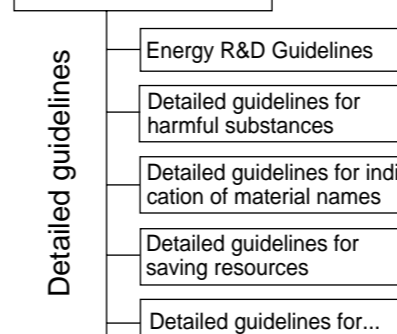 Detailed guidelines
Energy R&D Guidelines
Detailed guidelines for
harmful substances
Detailed guidelines for indi
cation of material names
Detailed guidelines for
saving resources
Detailed guidelines for...